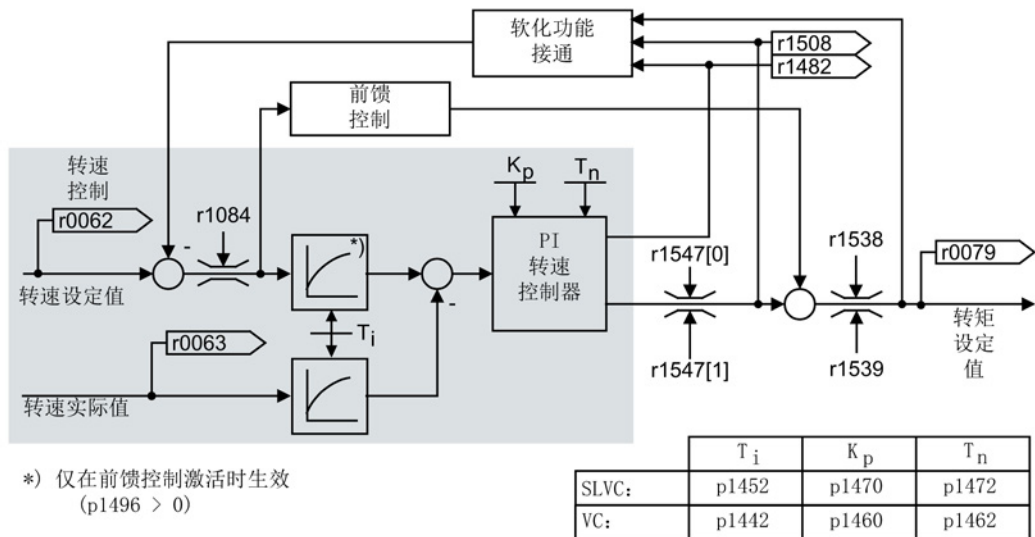 软化功能
接通
r1508
r1482
前馈
控制
转速
控制
r0062
r1084
Kp
Tn
*)
PI
转速
控制器
r1547[0]
r1538
r0079
-
-
转速设定值
Ti
r0063
r1547[1]
r1539
转矩
设定
值
转速实际值
*) 仅在前馈控制激活时生效
(p1496 > 0)
Ti Kp Tn
SLVC: p1452 p1470 p1472
VC: p1442 p1460 p1462